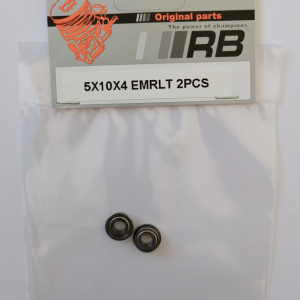 Original parts
The power of champions
RB
5X10X4 EMRLT 2PCS